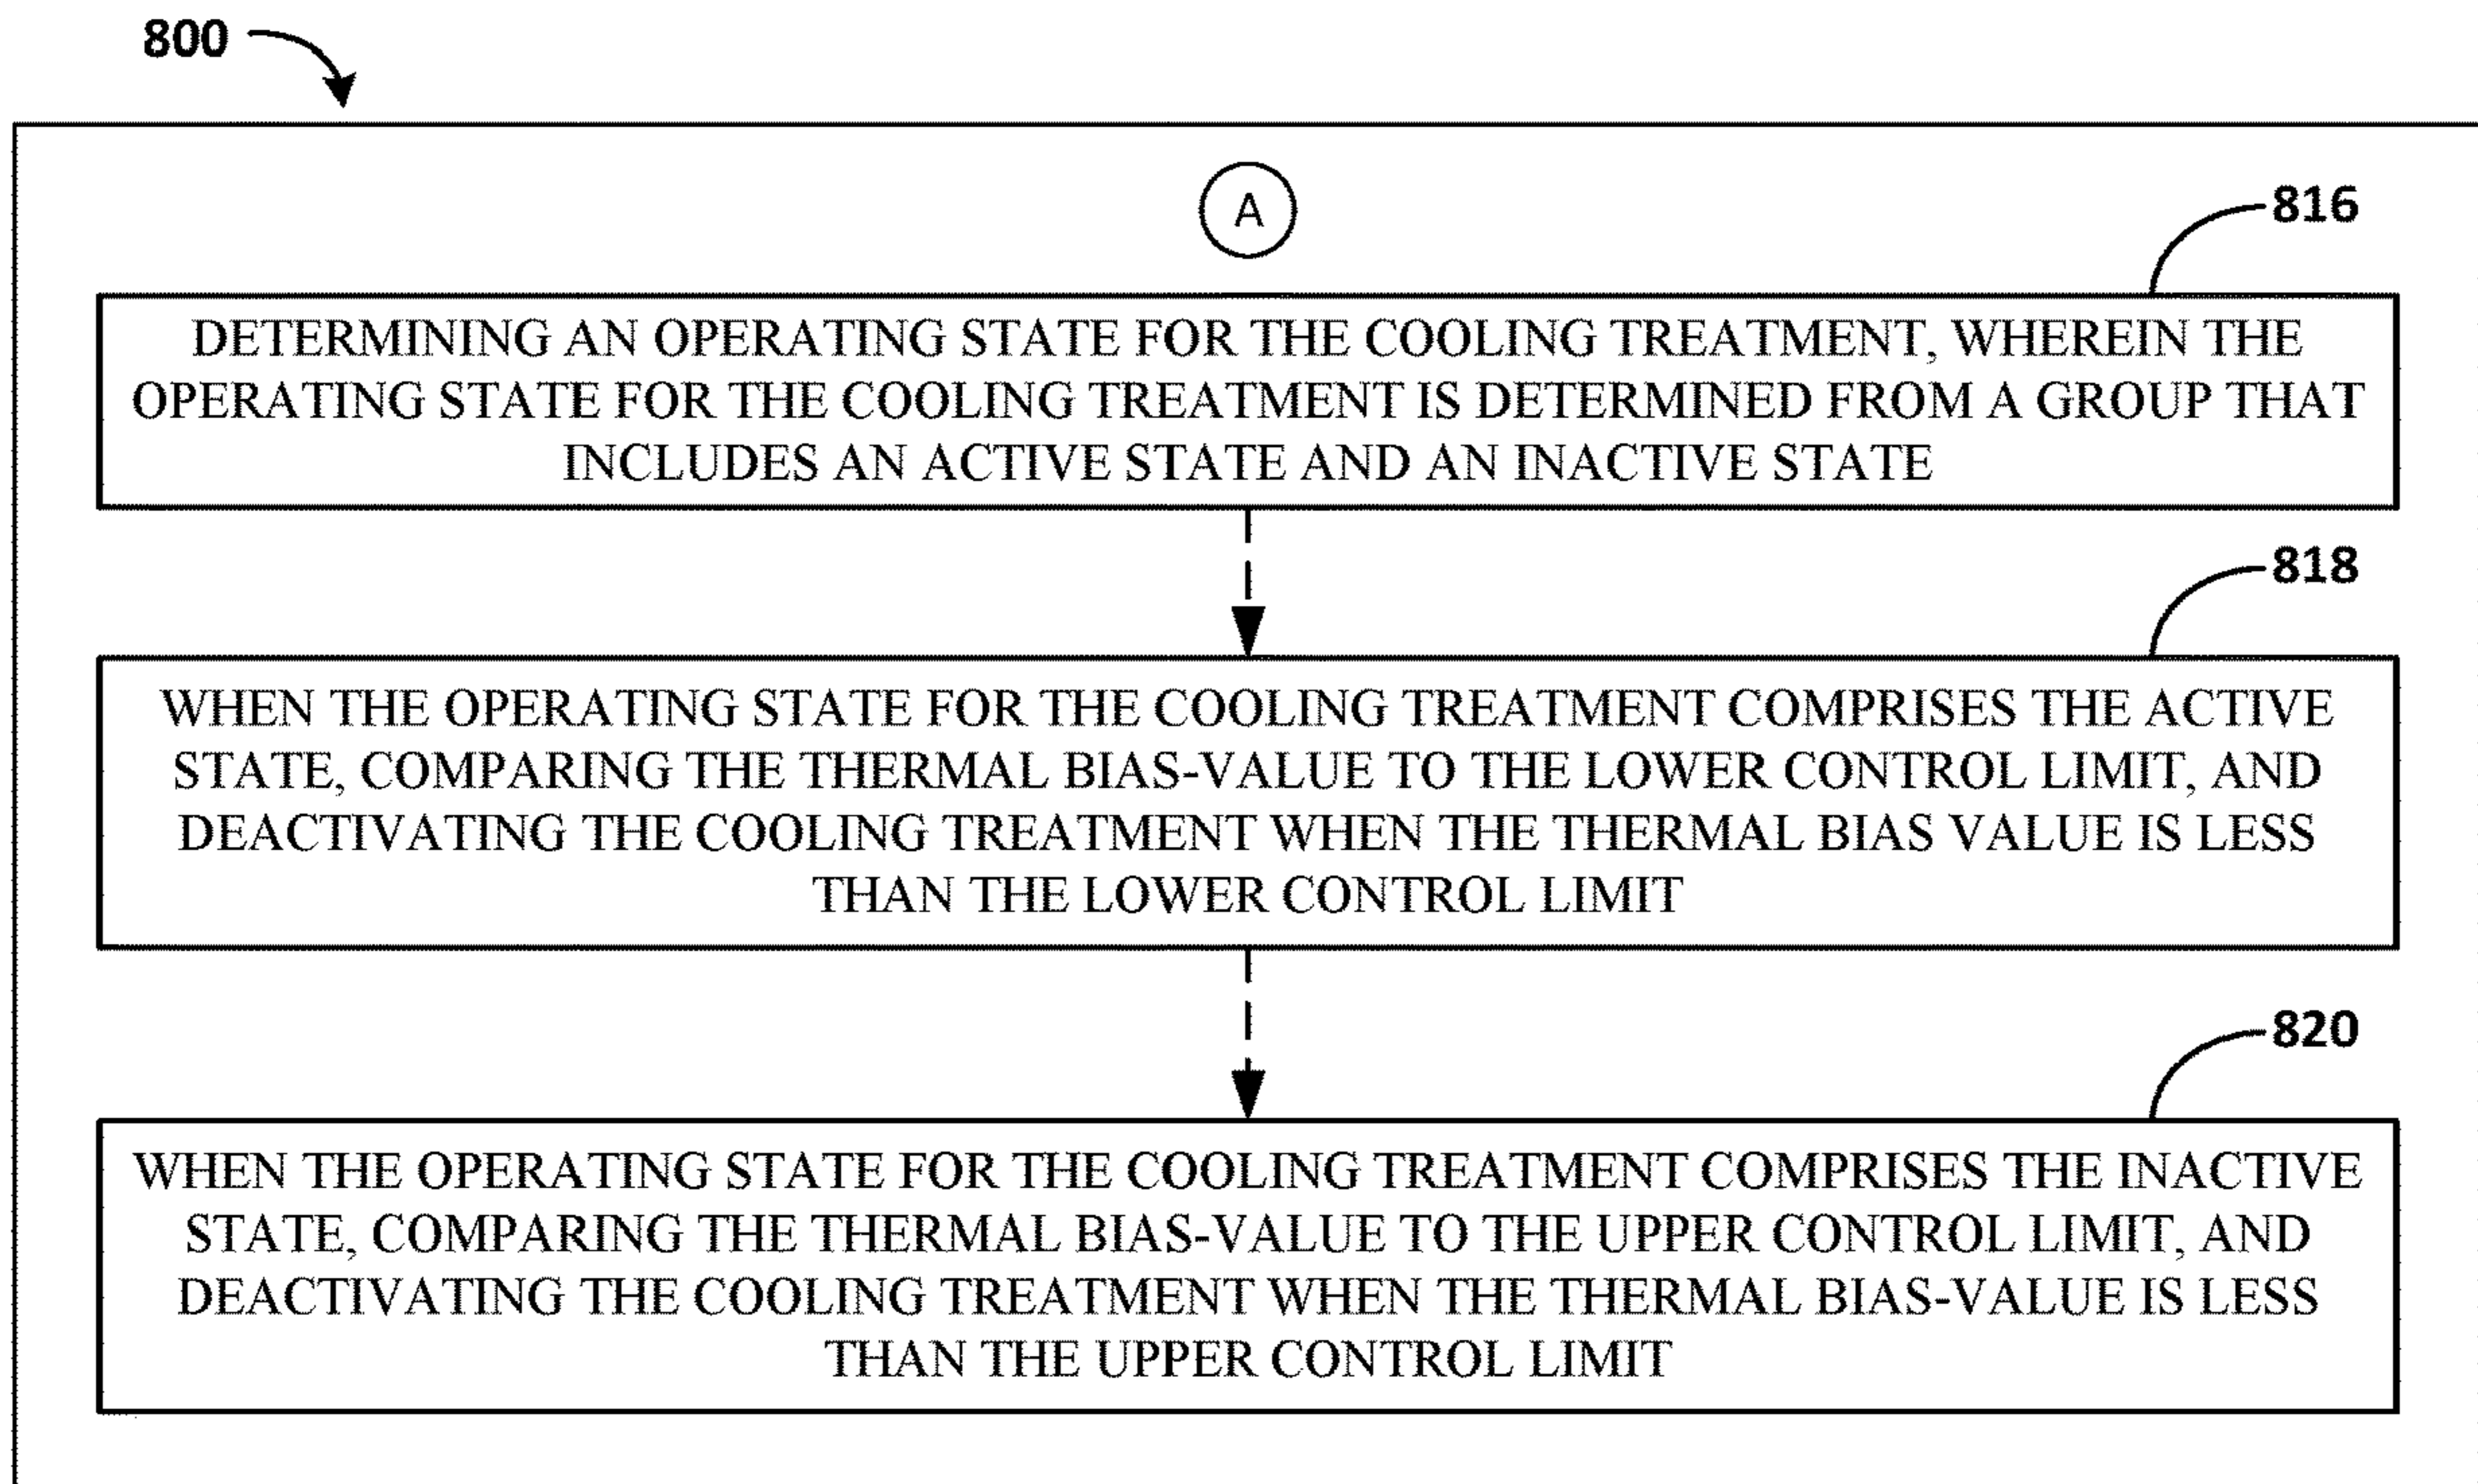 800
A
816
DETERMINING AN OPERATING STATE FOR THE COOLING TREATMENT, WHEREIN THE
OPERATING STATE FOR THE COOLING TREATMENT IS DETERMINED FROM A GROUP THAT
INCLUDES AN ACTIVE STATE AND AN INACTIVE STATE
818
WHEN THE OPERATING STATE FOR THE COOLING TREATMENT COMPRISES THE ACTIVE
STATE, COMPARING THE THERMAL BIAS-VALUE TO THE LOWER CONTROL LIMIT, AND
DEACTIVATING THE COOLING TREATMENT WHEN THE THERMAL BIAS VALUE IS LESS
THAN THE LOWER CONTROL LIMIT
820
WHEN THE OPERATING STATE FOR THE COOLING TREATMENT COMPRISES THE INACTIVE
STATE, COMPARING THE THERMAL BIAS-VALUE TO THE UPPER CONTROL LIMIT, AND
DEACTIVATING THE COOLING TREATMENT WHEN THE THERMAL BIAS-VALUE IS LESS
THAN THE UPPER CONTROL LIMIT